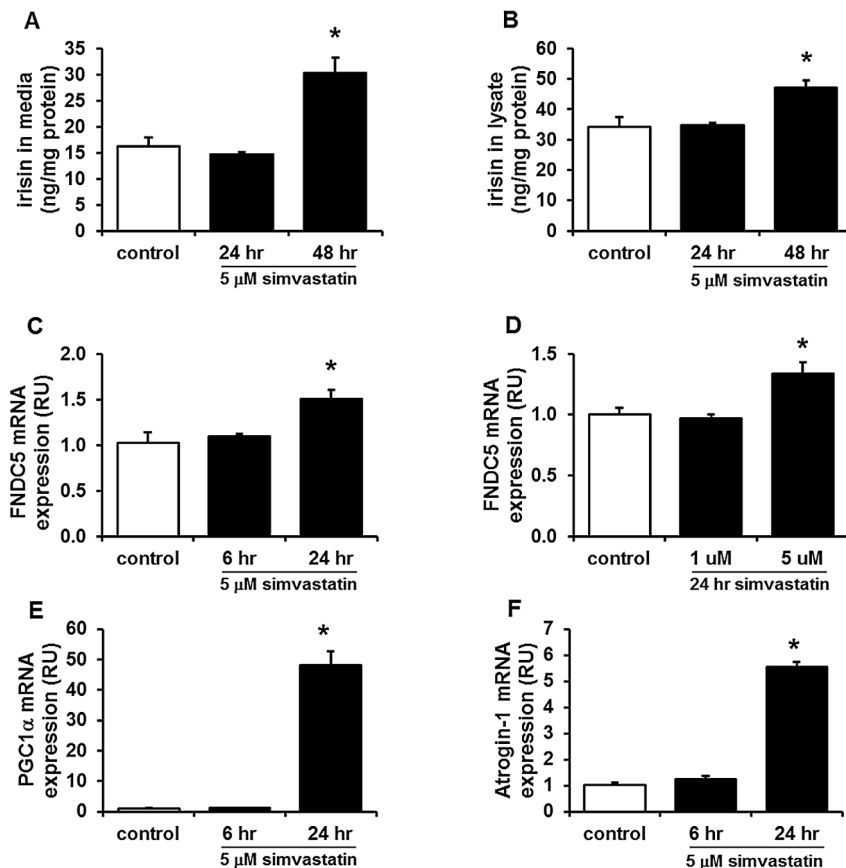 A
irisin in media
(ng/mg protein)
35
30
25
20
15
10
5
0
*
control
24 hr
48 hr
5 μM simvastatin
B
irisin in lysate
(ng/mg protein)
60
50
40
30
20
10
0
*
control
24 hr
48 hr
5 μM simvastatin
C
FNDC5 mRNA
expression (RU)
2.0
1.5
1.0
0.5
0.0
*
control
6 hr
24 hr
5 μM simvastatin
D
FNDC5 mRNA
expression (RU)
1.5
1.0
0.5
0.0
*
control
1 uM
5 uM
24 hr simvastatin
E
PGC1α mRNA
expression (RU)
60
50
40
30
20
10
0
*
control
6 hr
24 hr
5 μM simvastatin
F
Atrogin-1 mRNA
expression (RU)
7
6
5
4
3
2
1
0
*
control
6 hr
24 hr
5 μM simvastatin